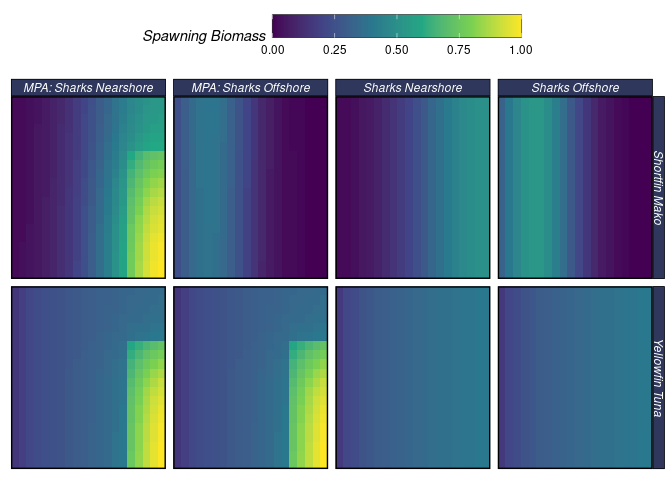 Spawning Biomass
0.00 0.25 0.50 0.75 1.00
MPA: Sharks Nearshore MPA: Sharks Offshore Sharks Nearshore Sharks Offshore
Shortfin Mako
Yellowfin Tuna